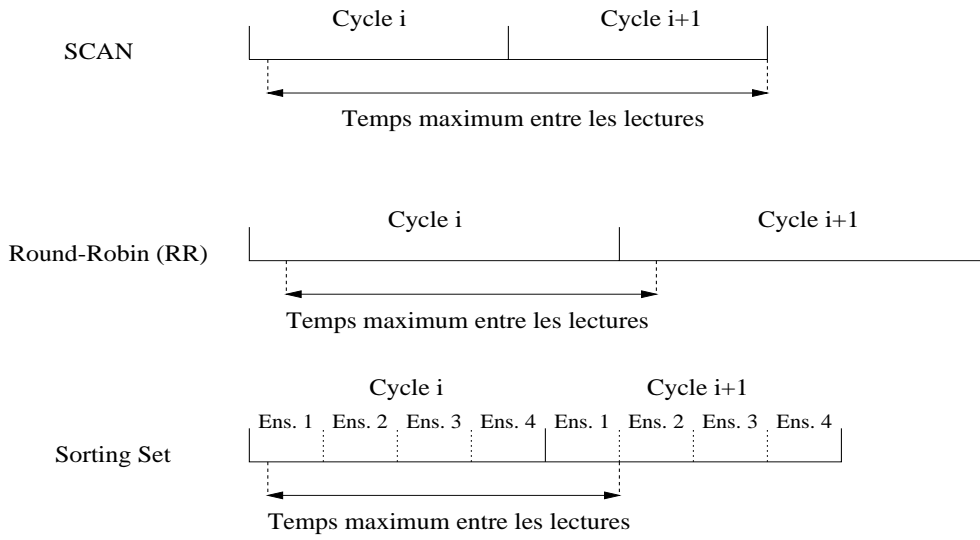 Cycle i Cycle i+1
SCAN
Temps maximum entre les lectures
Cycle i Cycle i+1
Round-Robin (RR)
Temps maximum entre les lectures
Cycle i Cycle i+1
Ens. 1 Ens. 2 Ens. 3 Ens. 4 Ens. 1 Ens. 2 Ens. 3 Ens. 4
Sorting Set
Temps maximum entre les lectures